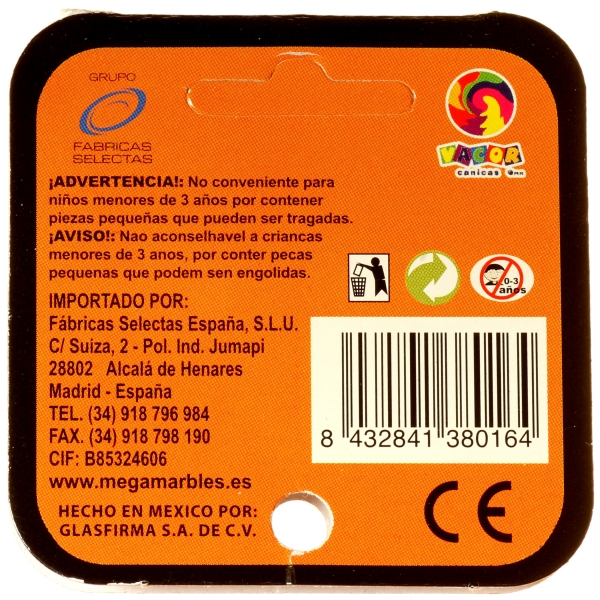 GRUPO
FABRICAS
SELECTAS
VACOR
canicas
¡ADVERTENCIA!: No conveniente para
niños menores de 3 años por contener
piezas pequeñas que pueden ser tragadas.
¡AVISO!: Nao aconselhavel a criancas
menores de 3 anos, por conter pecas
pequenas que podem ser engolidas.
0-3
años
IMPORTADO POR:
Fábricas Selectas España, S.L.U.
C/ Suíza, 2 - Pol. Ind. Jumapi
28802 Alcalá de Henares
Madrid - España
TEL. (34) 918 796 984
FAX. (34) 918 798 190
CIF: B85324606
www.megamarbles.es
8 432841 380164
HECHO EN MEXICO POR:
GLASFIRMA S.A. DE C.V.
CE